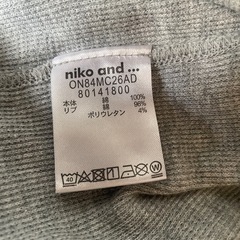 niko and ...
ON84MC26AD
80141800
本体 綿 100%
リブ 綿 96%
ポリウレタン 4%
40